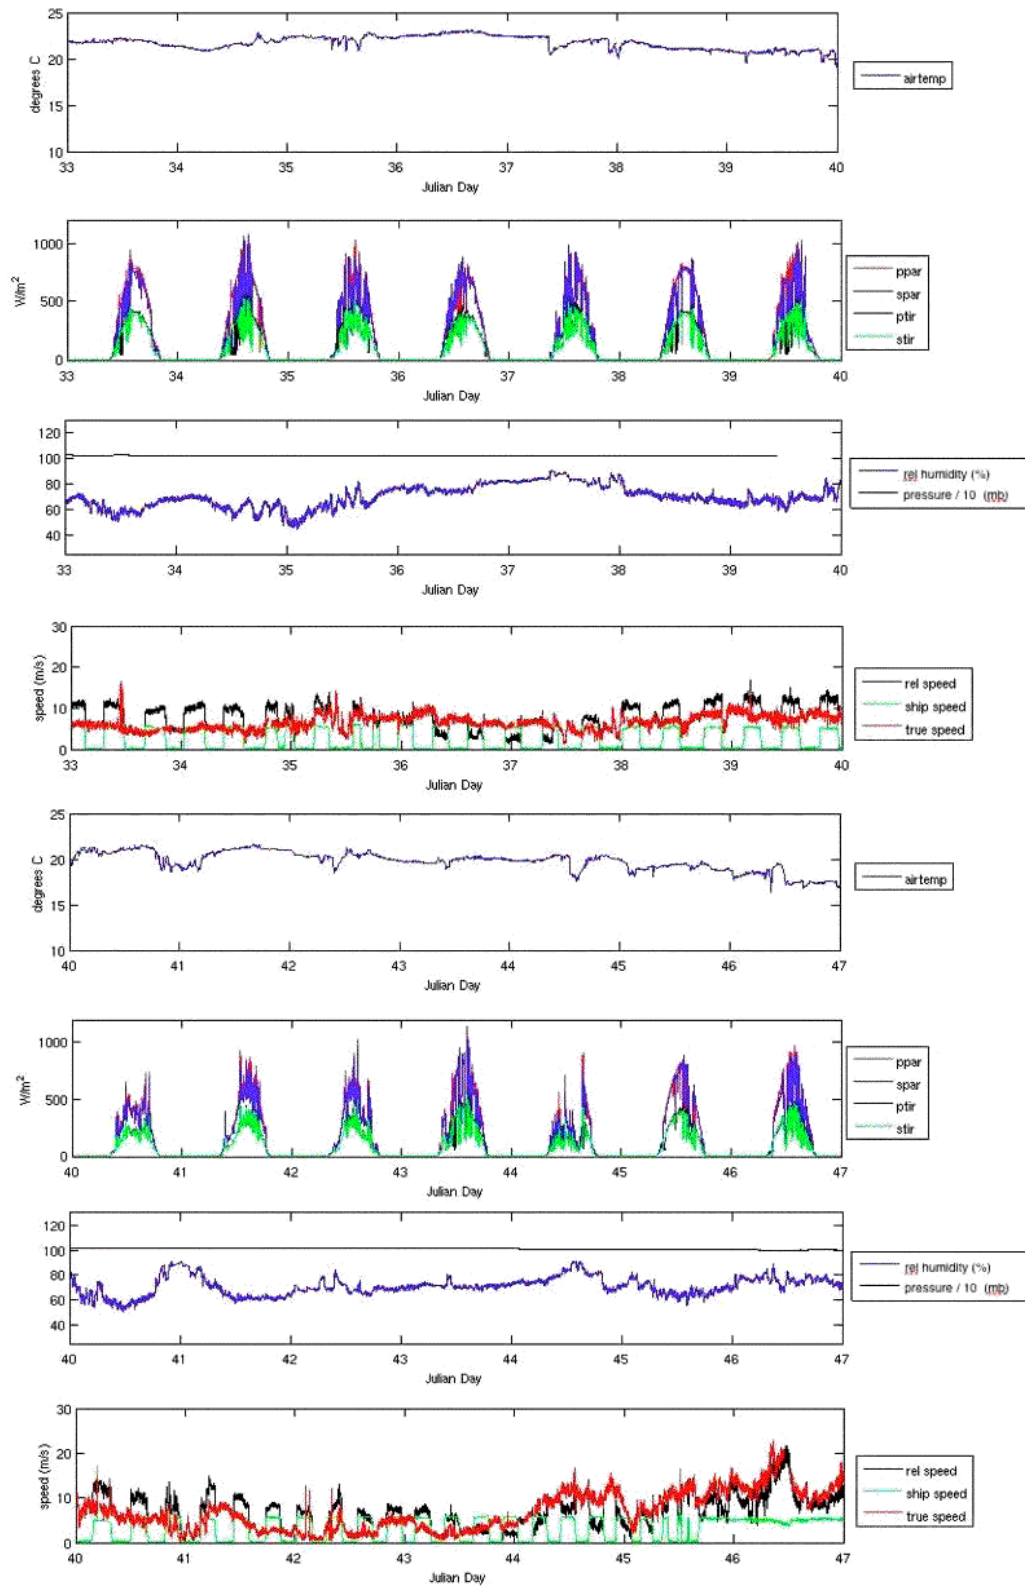 25
20
15
10
degrees C
33 34 35 36 37 38 39 40
Julian Day
airtemp
1000
500
0
W/m²
33 34 35 36 37 38 39 40
Julian Day
ppar
spar
ptir
stir
120
100
80
60
40
33 34 35 36 37 38 39 40
Julian Day
rel humidity (%)
pressure / 10 (mb)
30
20
10
0
speed (m/s)
33 34 35 36 37 38 39 40
Julian Day
rel speed
ship speed
true speed
25
20
15
10
degrees C
40 41 42 43 44 45 46 47
Julian Day
airtemp
1000
500
0
W/m²
40 41 42 43 44 45 46 47
Julian Day
ppar
spar
ptir
stir
120
100
80
60
40
40 41 42 43 44 45 46 47
Julian Day
rel humidity (%)
pressure / 10 (mb)
30
20
10
0
speed (m/s)
40 41 42 43 44 45 46 47
Julian Day
rel speed
ship speed
true speed